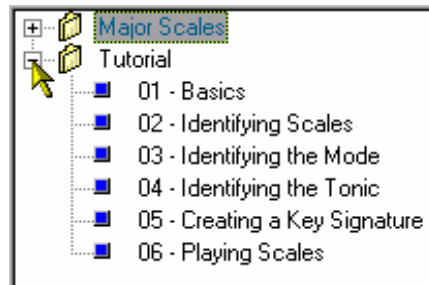 Major Scales
Tutorial
01 - Basics
02 - Identifying Scales
03 - Identifying the Mode
04 - Identifying the Tonic
05 - Creating a Key Signature
06 - Playing Scales